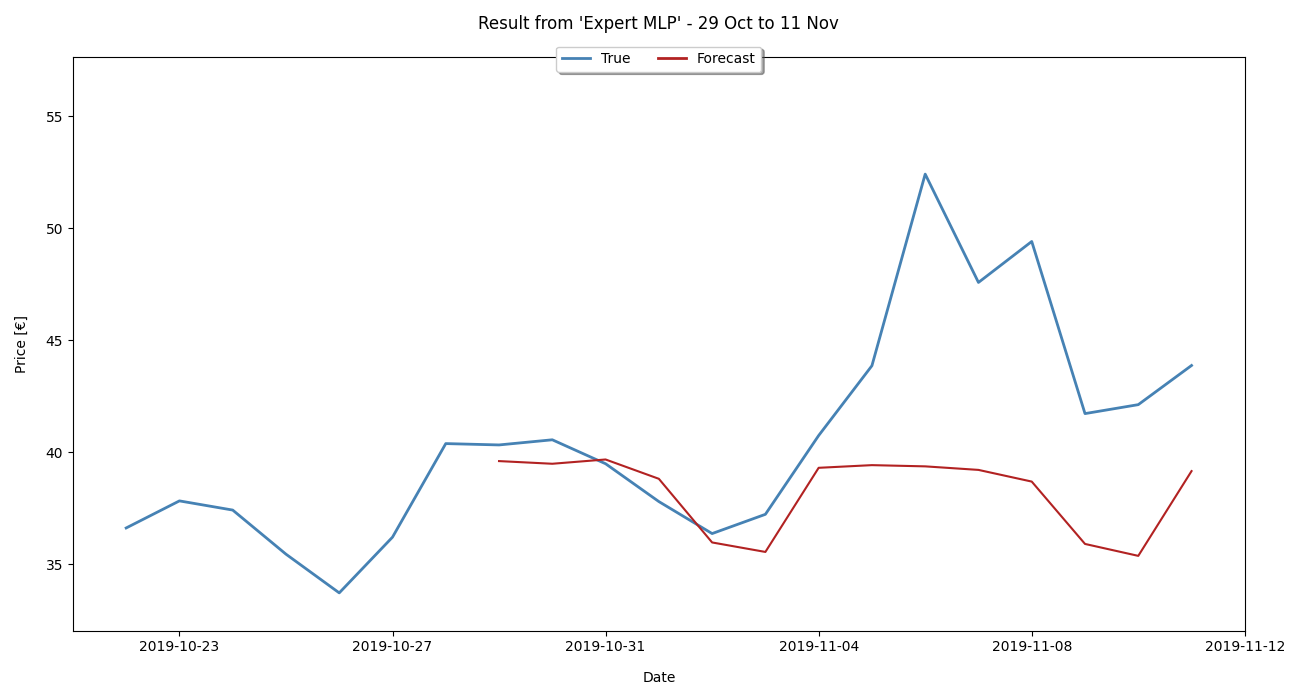 Result from 'Expert MLP' - 29 Oct to 11 Nov
True Forecast
55
50
45
40
35
Price [€]
2019-10-23 2019-10-27 2019-10-31 2019-11-04 2019-11-08 2019-11-12
Date